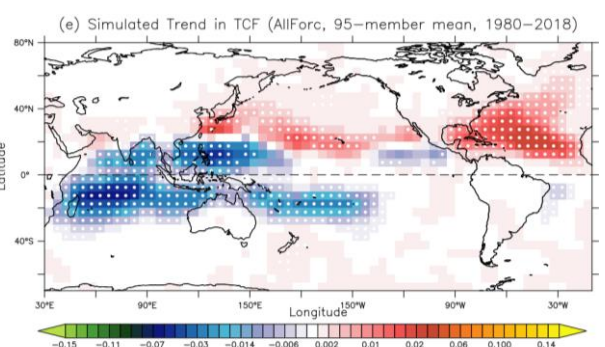 (e) Simulated Trend in TCF (AllForc, 95-member mean, 1980-2018)
80°N
40°N
0°
40°S
Latitude
30°E 90°E 150°E 150°W 90°W 30°W
Longitude
-0.15 -0.11 -0.07 -0.03 -0.014 -0.006 0.002 0.01 0.02 0.06 0.100 0.14